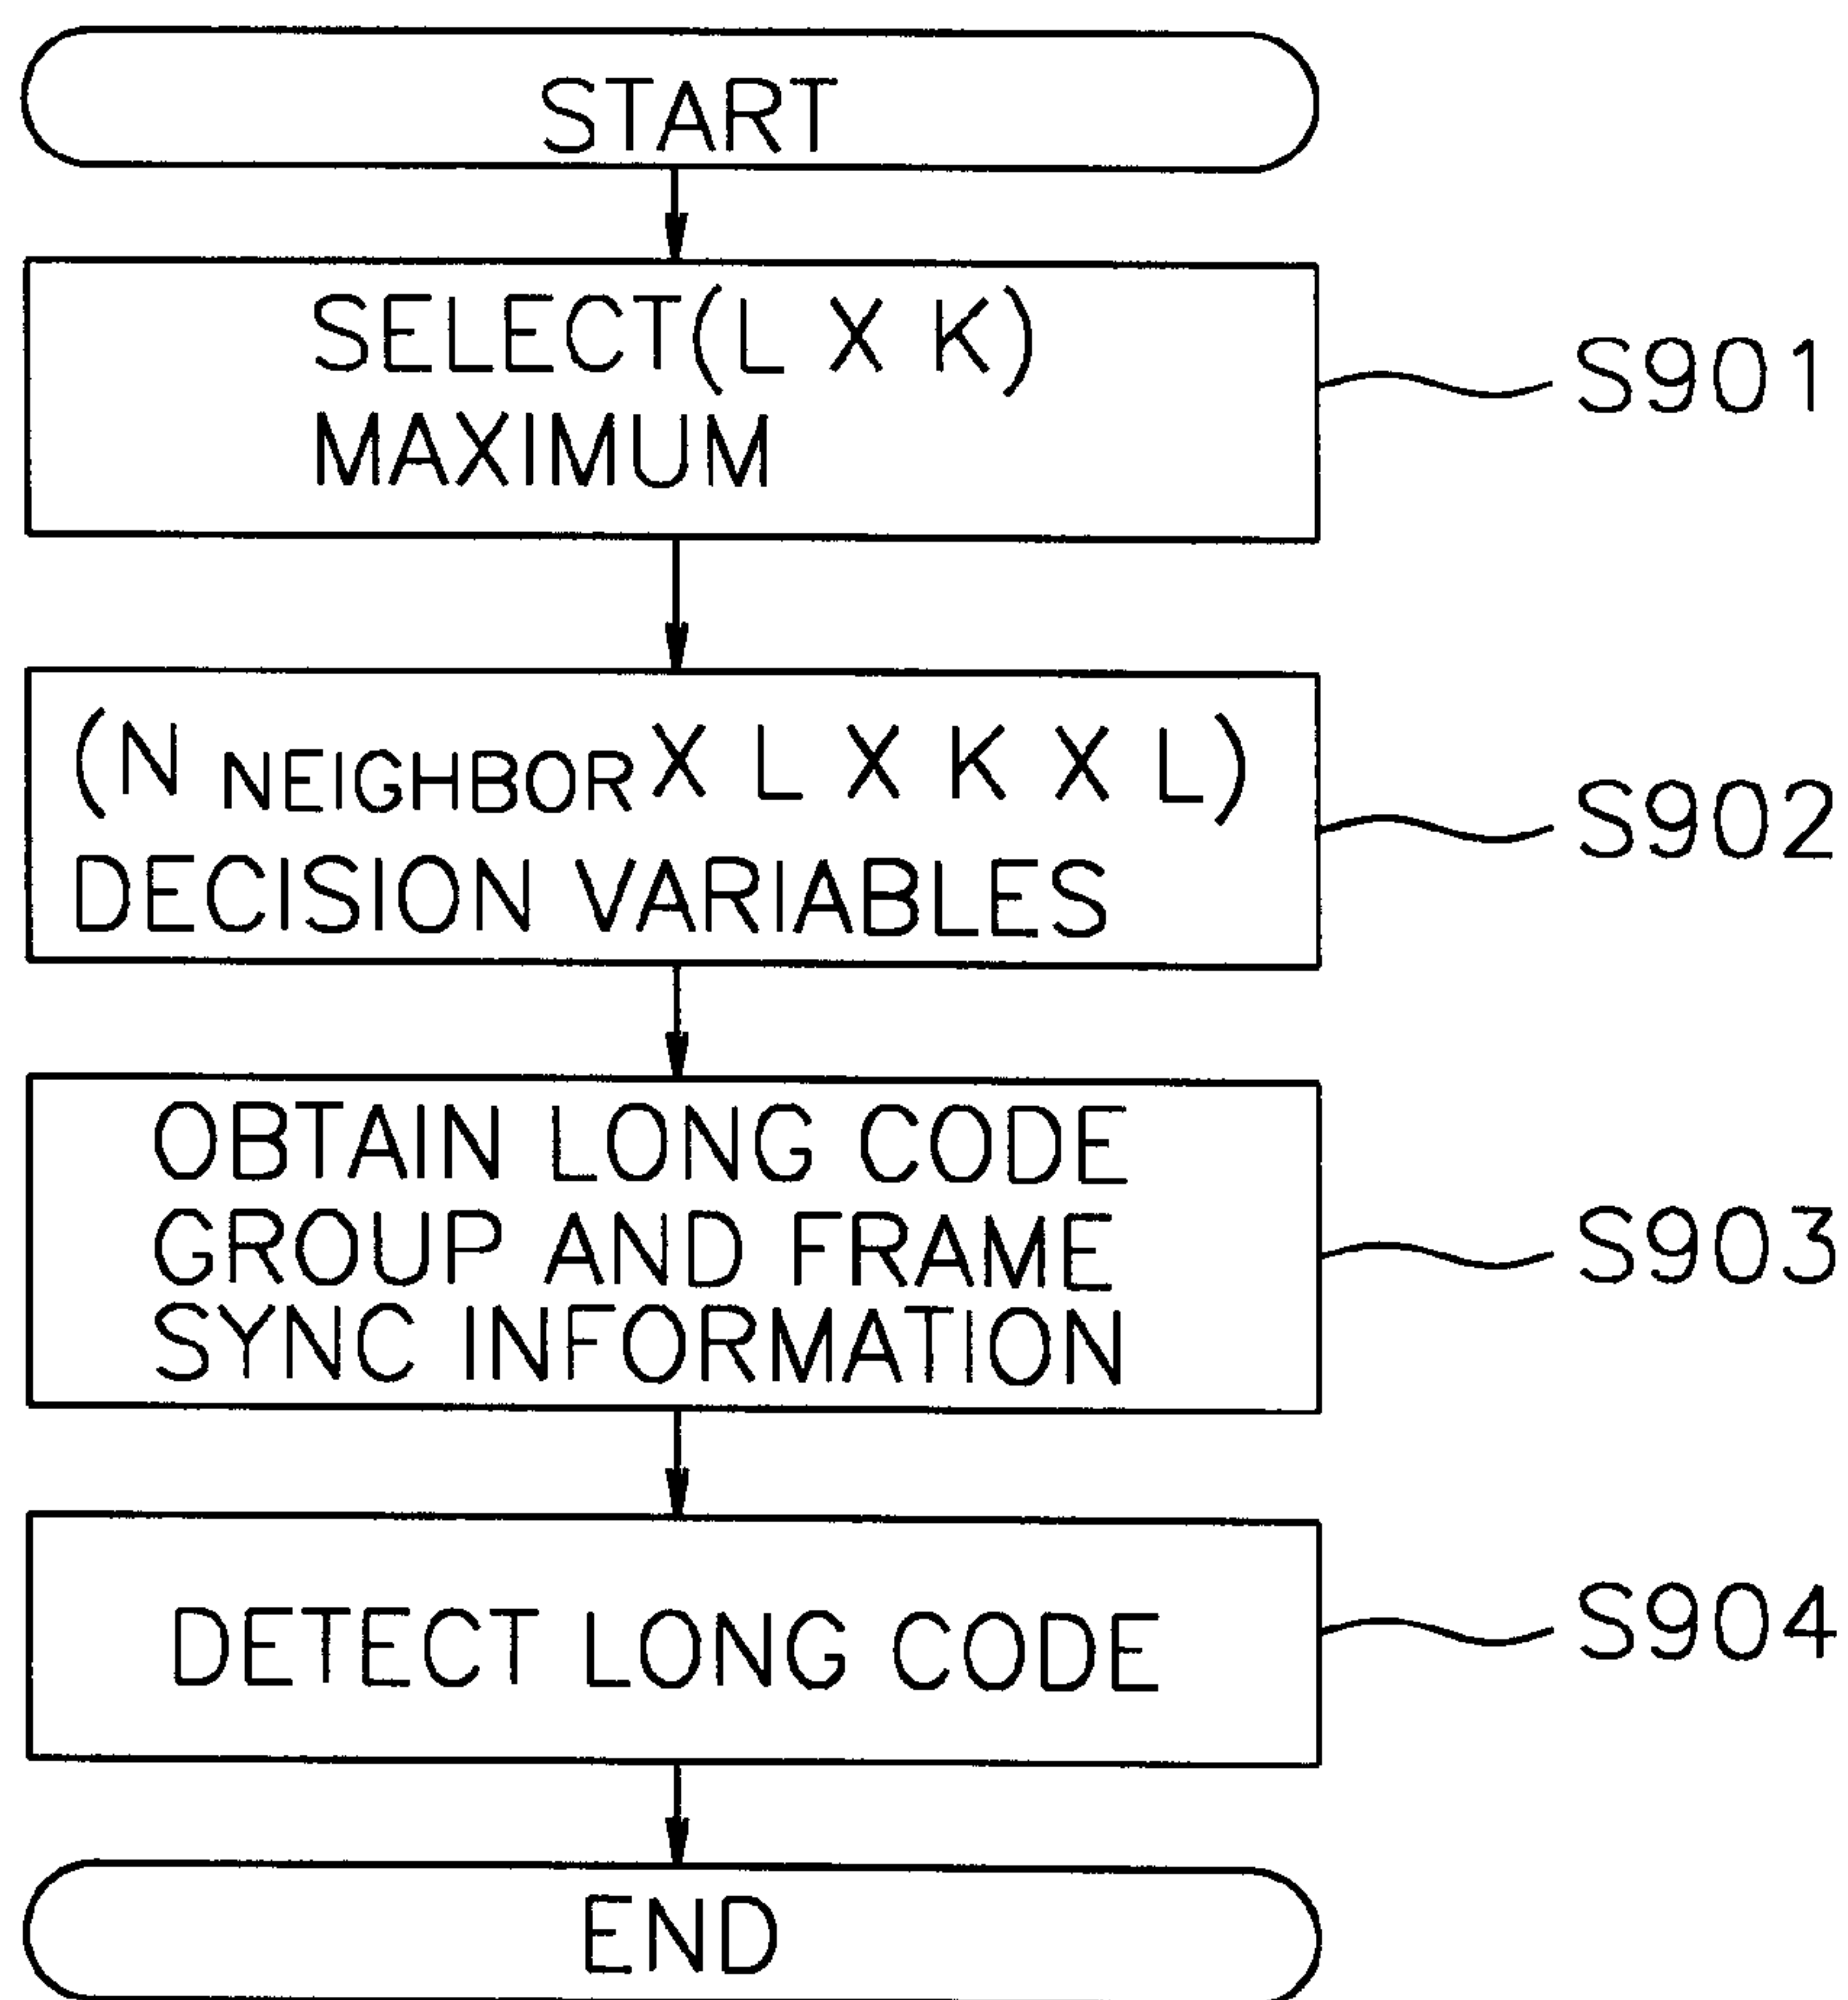 START
SELECT(L X K)
MAXIMUM
S901
(N NEIGHBOR X L X K X L)
DECISION VARIABLES
S902
OBTAIN LONG CODE
GROUP AND FRAME
SYNC INFORMATION
S903
DETECT LONG CODE
S904
END